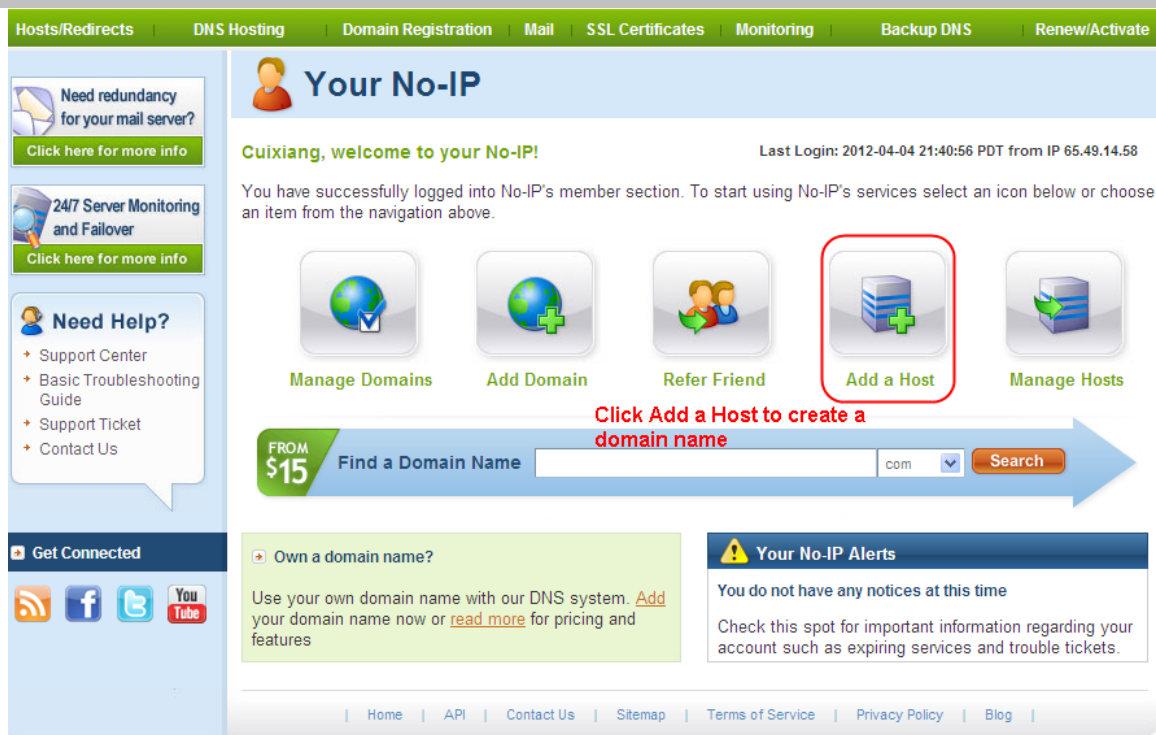 Hosts/Redirects | DNS Hosting | Domain Registration | Mail | SSL Certificates | Monitoring | Backup DNS | Renew/Activate
Need redundancy
for your mail server?
Click here for more info
24/7 Server Monitoring
and Failover
Click here for more info
Need Help?
Support Center
Basic Troubleshooting
Guide
Support Ticket
Contact Us
Get Connected
You
Tube
Your No-IP
Cuixiang, welcome to your No-IP!
Last Login: 2012-04-04 21:40:56 PDT from IP 65.49.14.58
You have successfully logged into No-IP's member section. To start using No-IP's services select an icon below or choose
an item from the navigation above.
Manage Domains
Add Domain
Refer Friend
Add a Host
Manage Hosts
Click Add a Host to create a
domain name
FROM
$15
Find a Domain Name
com
Search
Own a domain name?
Use your own domain name with our DNS system. Add
your domain name now or read more for pricing and
features
Your No-IP Alerts
You do not have any notices at this time
Check this spot for important information regarding your
account such as expiring services and trouble tickets.
| Home | API | Contact Us | Sitemap | Terms of Service | Privacy Policy | Blog |